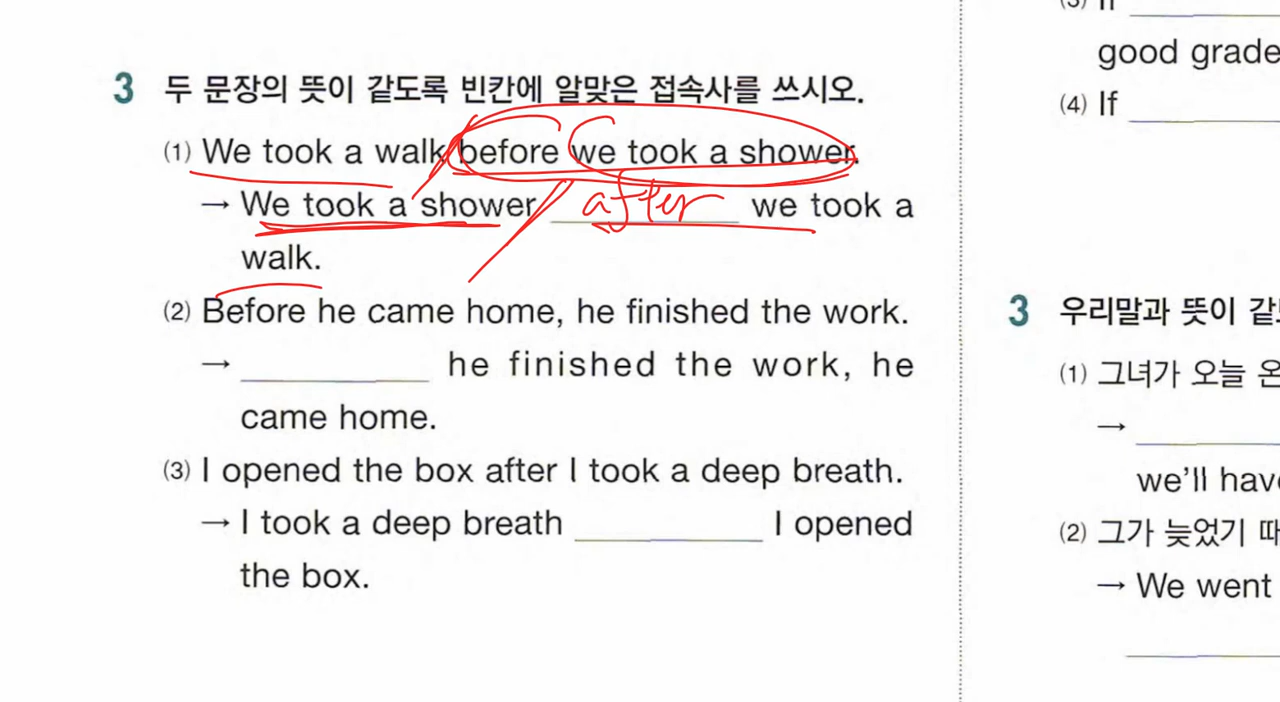 3 두 문장의 뜻이 같도록 빈칸에 알맞은 접속사를 쓰시오.
(1) We took a walk before we took a shower.
→ We took a shower after we took a
walk.
(2) Before he came home, he finished the work.
→ he finished the work, he
came home.
(3) I opened the box after I took a deep breath.
→ I took a deep breath I opened
the box.
good grade
(4) If
3 우리말과 뜻이
(1) 그녀가 오늘
→
we'll have
(2) 그가 늦었기
→ We went